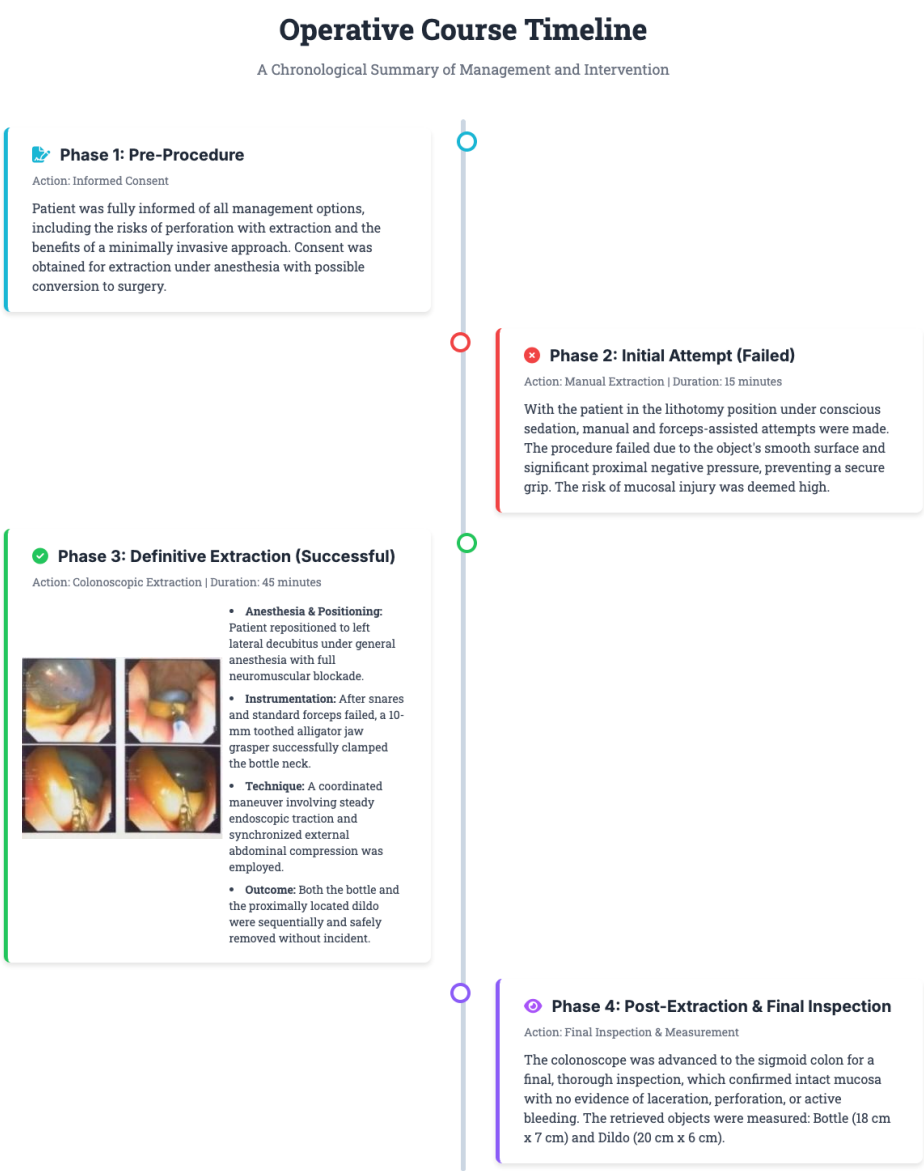 Operative Course Timeline
A Chronological Summary of Management and Intervention
Phase 1: Pre-Procedure
Action: Informed Consent
Patient was fully informed of all management options,
including the risks of perforation with extraction and the
benefits of a minimally invasive approach. Consent was
obtained for extraction under anesthesia with possible
conversion to surgery.
Phase 2: Initial Attempt (Failed)
Action: Manual Extraction | Duration: 15 minutes
With the patient in the lithotomy position under conscious
sedation, manual and forceps-assisted attempts were made.
The procedure failed due to the object's smooth surface and
significant proximal negative pressure, preventing a secure
grip. The risk of mucosal injury was deemed high.
Phase 3: Definitive Extraction (Successful)
Action: Colonoscopic Extraction | Duration: 45 minutes
• Anesthesia & Positioning:
Patient repositioned to left
lateral decubitus under general
anesthesia with full
neuromuscular blockade.
• Instrumentation: After snares
and standard forceps failed, a 10-
mm toothed alligator jaw
grasper successfully clamped
the bottle neck.
• Technique: A coordinated
maneuver involving steady
endoscopic traction and
synchronized external
abdominal compression was
employed.
• Outcome: Both the bottle and
the proximally located dildo
were sequentially and safely
removed without incident.
Phase 4: Post-Extraction & Final Inspection
Action: Final Inspection & Measurement
The colonoscope was advanced to the sigmoid colon for a
final, thorough inspection, which confirmed intact mucosa
with no evidence of laceration, perforation, or active
bleeding. The retrieved objects were measured: Bottle (18 cm
x 7 cm) and Dildo (20 cm x 6 cm).